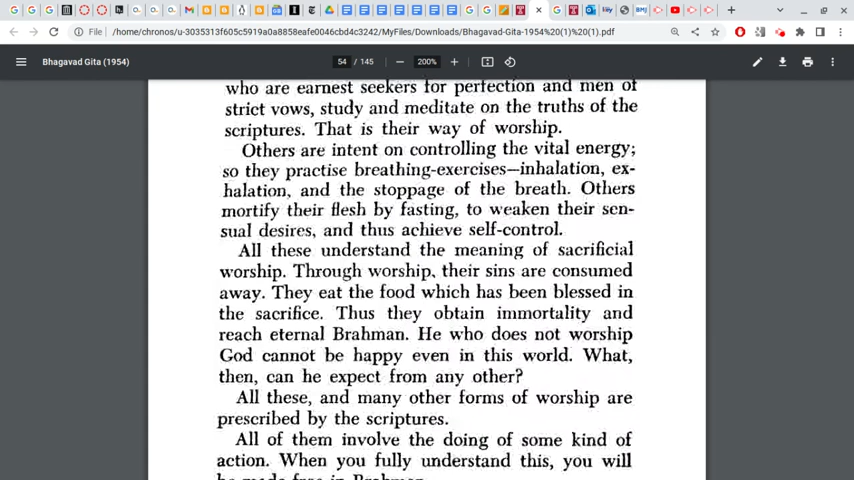 File | /home/chronos/u-3035313f605c5919a0a8858eafe0046cbd4c3242/MyFiles/Downloads/Bhagavad-Gita-1954%20(1)%20(1).pdf
Bhagavad Gita (1954)
54 / 145
200%
who are earnest seekers for perfection and men of
strict vows, study and meditate on the truths of the
scriptures. That is their way of worship.
Others are intent on controlling the vital energy;
so they practise breathing-exercises—inhalation, ex-
halation, and the stoppage of the breath. Others
mortify their flesh by fasting, to weaken their sen-
sual desires, and thus achieve self-control.
All these understand the meaning of sacrificial
worship. Through worship, their sins are consumed
away. They eat the food which has been blessed in
the sacrifice. Thus they obtain immortality and
reach eternal Brahman. He who does not worship
God cannot be happy even in this world. What,
then, can he expect from any other?
All these, and many other forms of worship are
prescribed by the scriptures.
All of them involve the doing of some kind of
action. When you fully understand this, you will
be made free in Brahman.